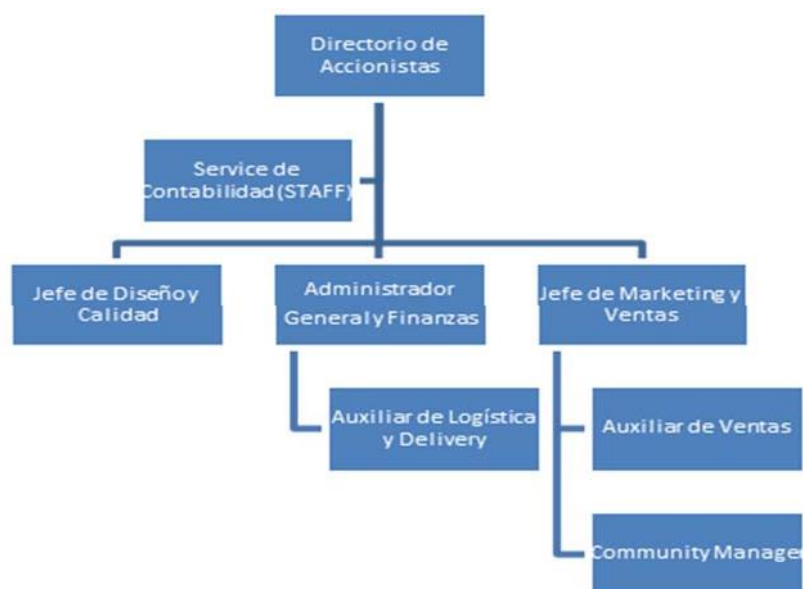 Directorio de
Accionistas
Service de
Contabilidad (STAFF)
Jefe de Diseño y
Calidad
Administrador
General y Finanzas
Jefe de Marketing y
Ventas
Auxiliar de Logística
y Delivery
Auxiliar de Ventas
Community Manager